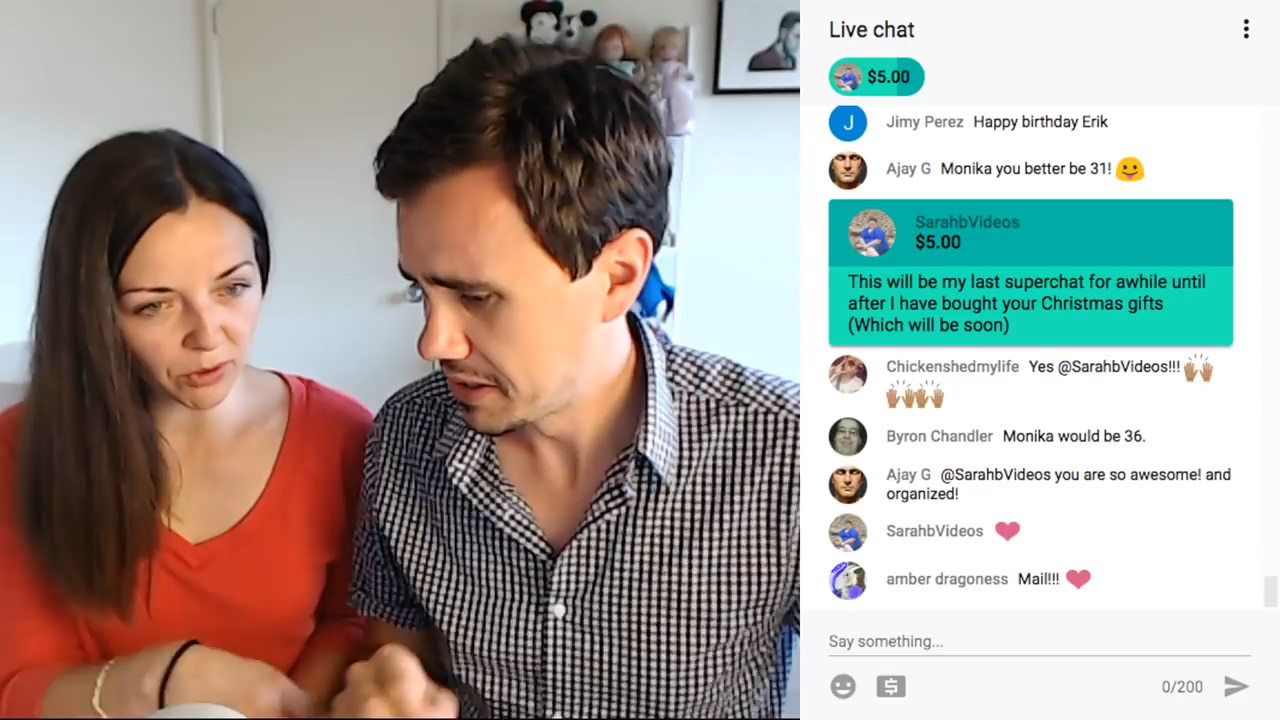 Live chat
$5.00
J Jimy Perez Happy birthday Erik
Ajay G Monika you better be 31! 😛
SarahbVideos
$5.00
This will be my last superchat for awhile until
after I have bought your Christmas gifts
(Which will be soon)
Chickenshedmylife Yes @SarahbVideos!!! 🙌🏽
🙌🏽🙌🏽
Byron Chandler Monika would be 36.
Ajay G @SarahbVideos you are so awesome! and
organized!
SarahbVideos ❤
amber dragoness Mail!!! ❤
Say something...
0/200